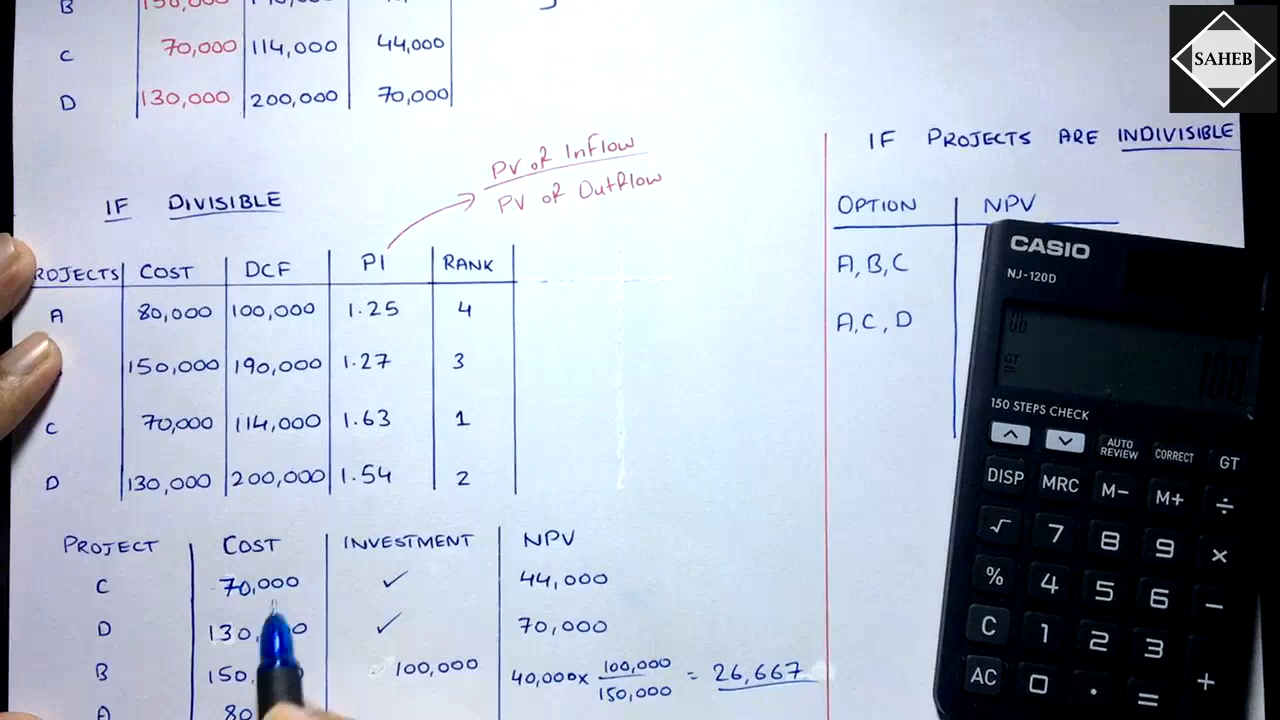 SAHEB
B
C 70,000 114,000 44,000
D 130,000 200,000 70,000
IF PROJECTS ARE INDIVISIBLE
PV of Inflow
PV of Outflow
IF DIVISIBLE
OPTION NPV
A, B, C
A, C, D
ROJECTS COST DCF PI RANK
A 80,000 100,000 1.25 4
150,000 190,000 1.27 3
C 70,000 114,000 1.63 1
D 130,000 200,000 1.54 2
PROJECT COST INVESTMENT NPV
C 70,000 ✓ 44,000
D 130, 0 ✓ 70,000
B 150, 100,000 40,000 x 100,000 / 150,000 = 26,667
A 80
CASIO
NJ-120D
GT
150 STEPS CHECK
AUTO REVIEW CORRECT GT
DISP MRC M− M+ ÷
√ 7 8 9 ×
% 4 5 6 −
C 1 2 3
AC 0 . = +